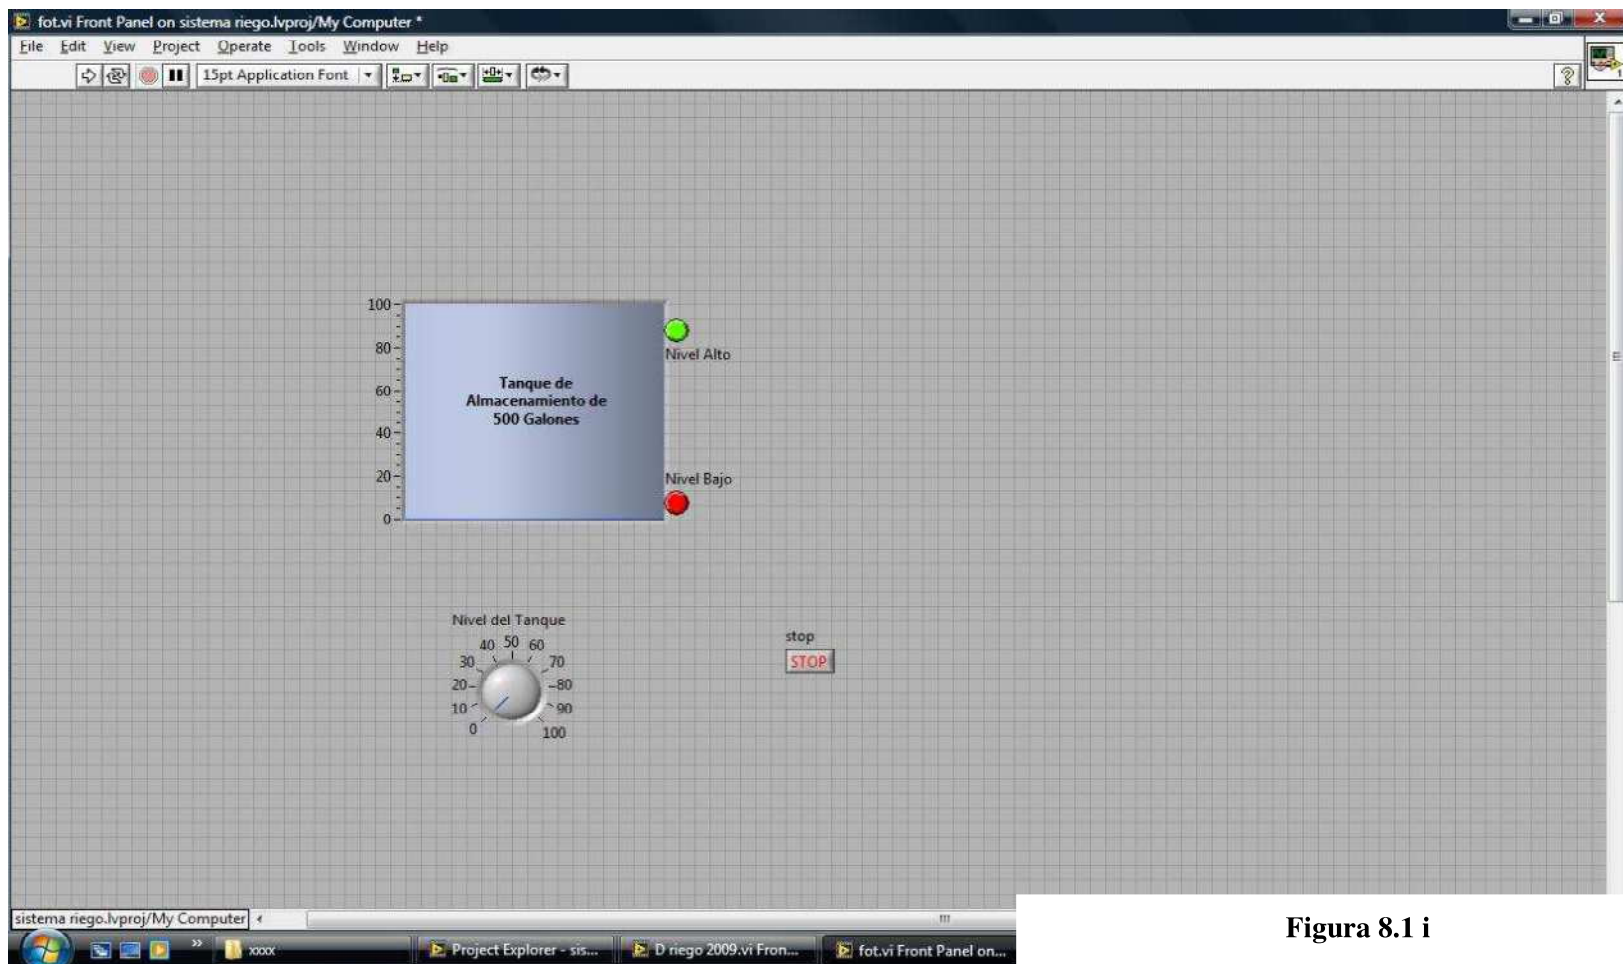 fot.vi Front Panel on sistema riego.lvproj/My Computer *
File Edit View Project Operate Tools Window Help
15pt Application Font
100
80
60
40
20
0
Tanque de
Almacenamiento de
500 Galones
Nivel Alto
Nivel Bajo
Nivel del Tanque
0
10
20
30
40
50
60
70
80
90
100
stop
STOP
sistema riego.lvproj/My Computer
xxxx
Project Explorer - sis...
D riego 2009.vi Fron...
fot.vi Front Panel on...
Figura 8.1 i